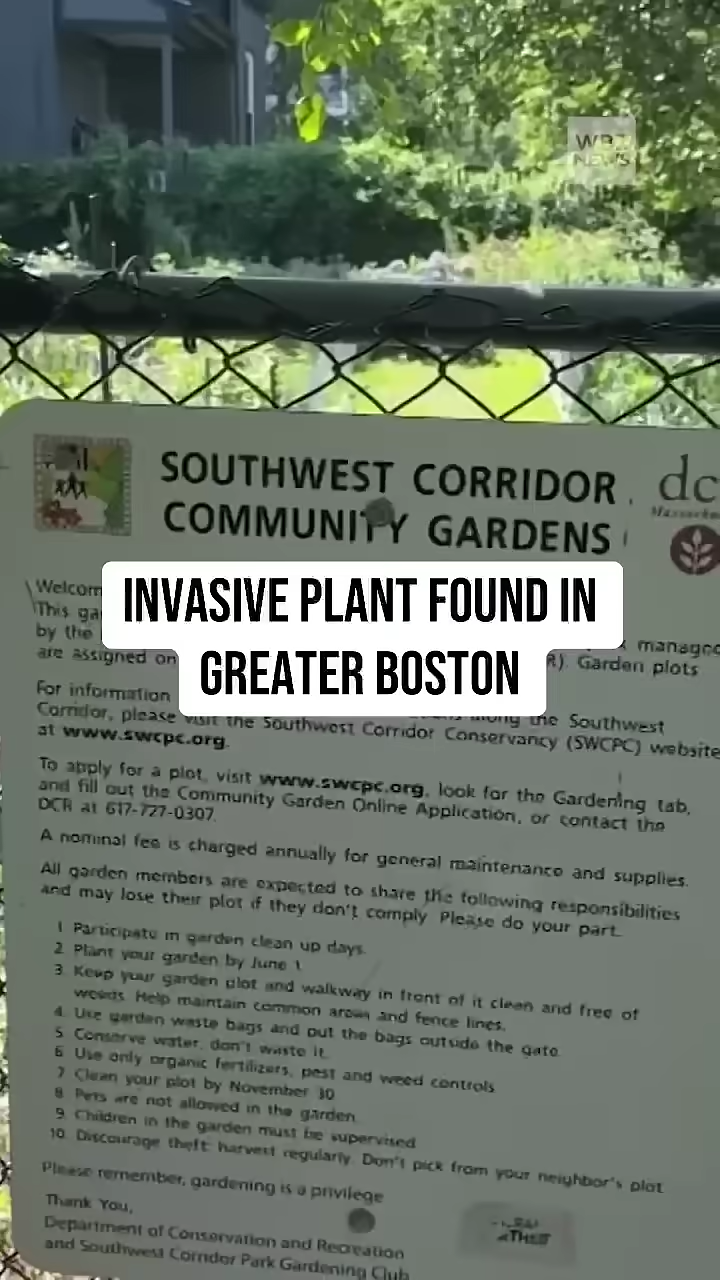 WBZ
NEWS
SOUTHWEST CORRIDOR
COMMUNITY GARDENS
dc
INVASIVE PLANT FOUND IN
GREATER BOSTON
Welcom
This ga
managed
by the
R). Garden plots
are assigned on
For information
along the Southwest
Corridor, please visit the Southwest Corridor Conservancy (SWCPC) website
at www.swcpc.org.
To apply for a plot, visit www.swcpc.org, look for the Gardening tab,
and fill out the Community Garden Online Application, or contact the
DCR at 617-727-0307.
A nominal fee is charged annually for general maintenance and supplies.
All garden members are expected to share the following responsibilities
and may lose their plot if they don't comply. Please do your part.
1. Participate in garden clean up days.
2. Plant your garden by June 1.
3. Keep your garden plot and walkway in front of it clean and free of
weeds. Help maintain common areas and fence lines.
4. Use garden waste bags and put the bags outside the gate.
5. Conserve water, don't waste it.
6. Use only organic fertilizers, pest and weed controls.
7. Clean your plot by November 30.
8. Pets are not allowed in the garden.
9. Children in the garden must be supervised.
10. Discourage theft: harvest regularly. Don't pick from your neighbor's plot.
Please remember, gardening is a privilege
Thank You,
Department of Conservation and Recreation
and Southwest Corridor Park Gardening Club